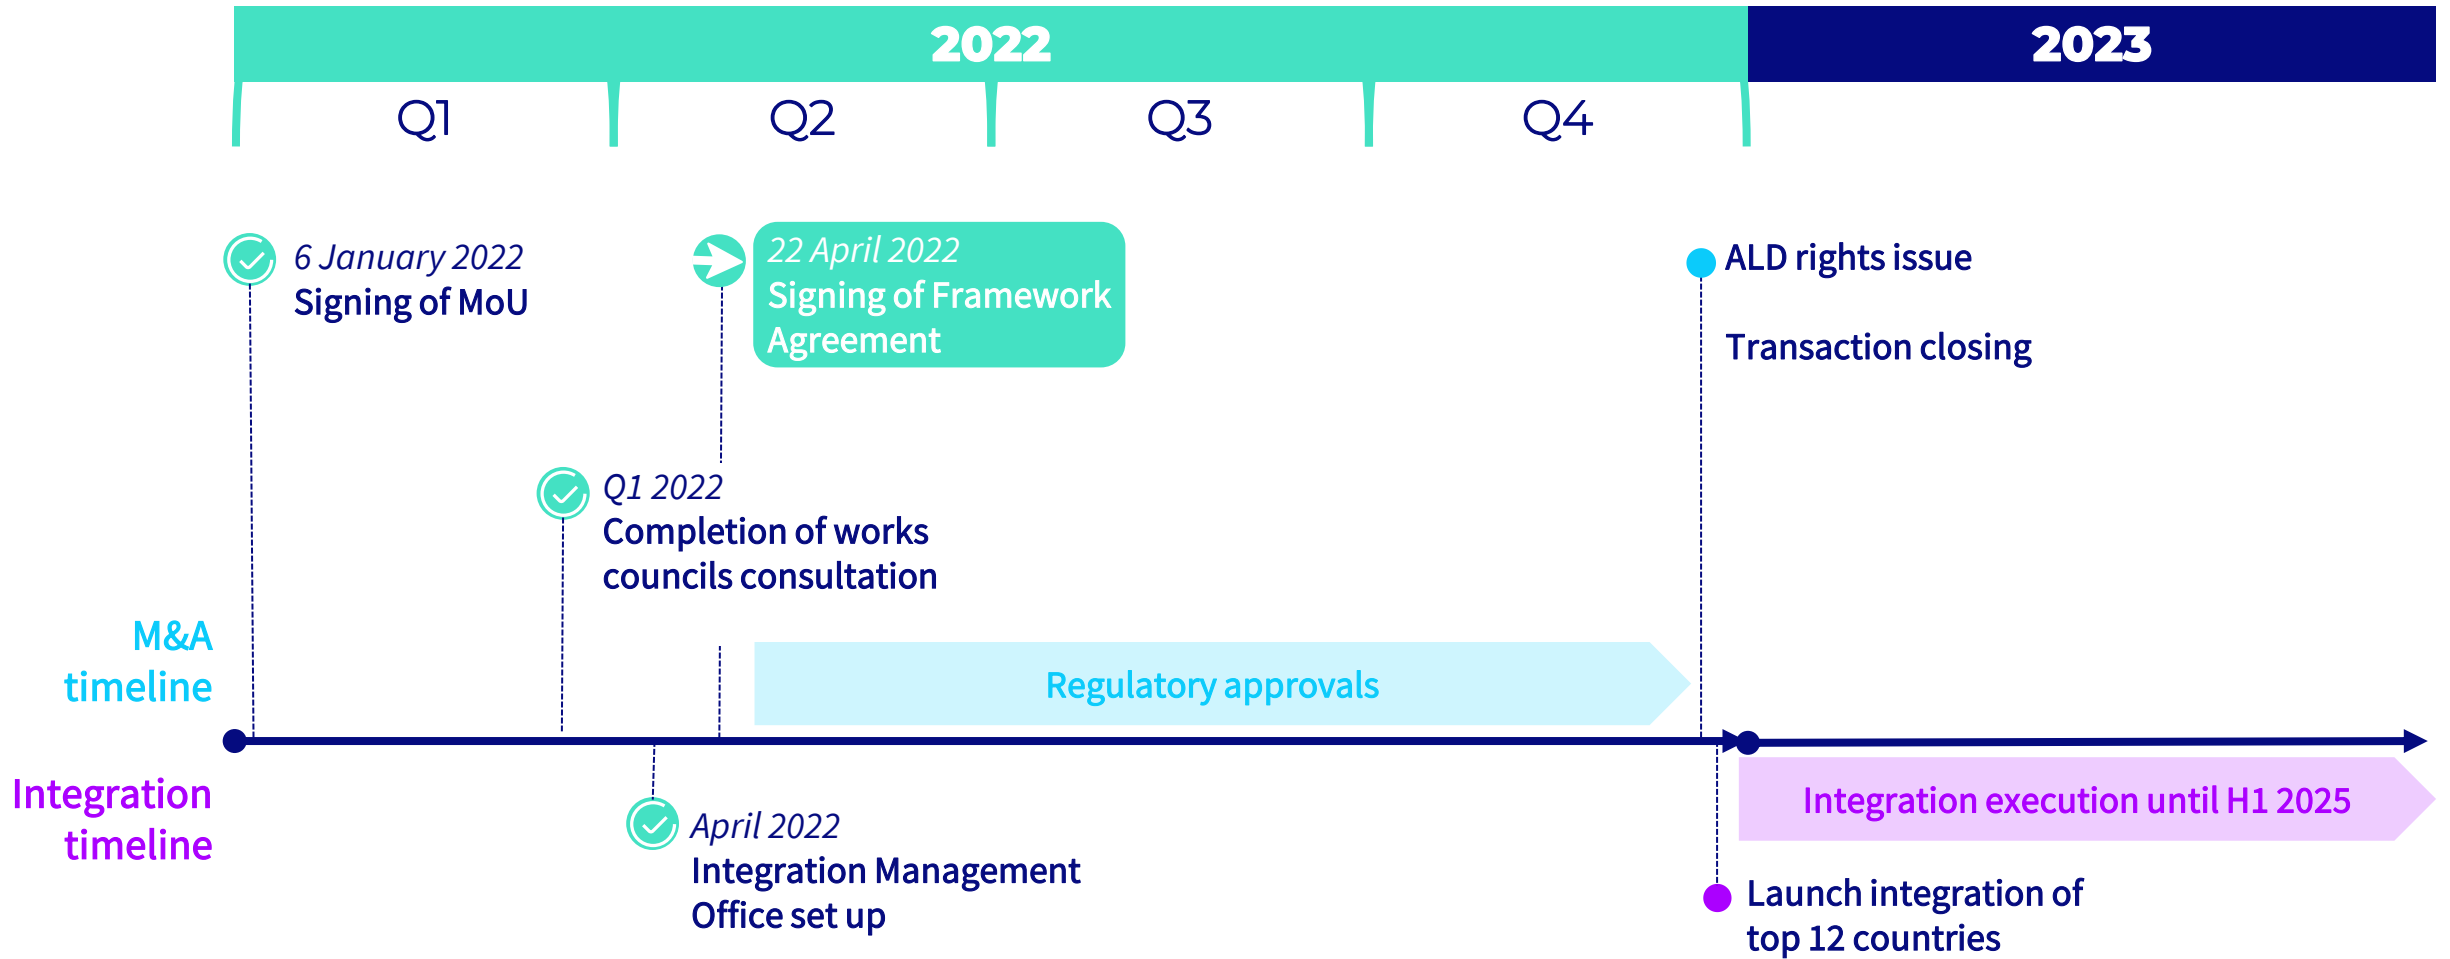 2022
2023
Q1
Q2
Q3
Q4
6 January 2022
Signing of MoU
22 April 2022
Signing of Framework
Agreement
ALD rights issue
Transaction closing
Q1 2022
Completion of works
councils consultation
M&A
timeline
Regulatory approvals
Integration
timeline
Integration execution until H1 2025
April 2022
Integration Management
Office set up
Launch integration of
top 12 countries